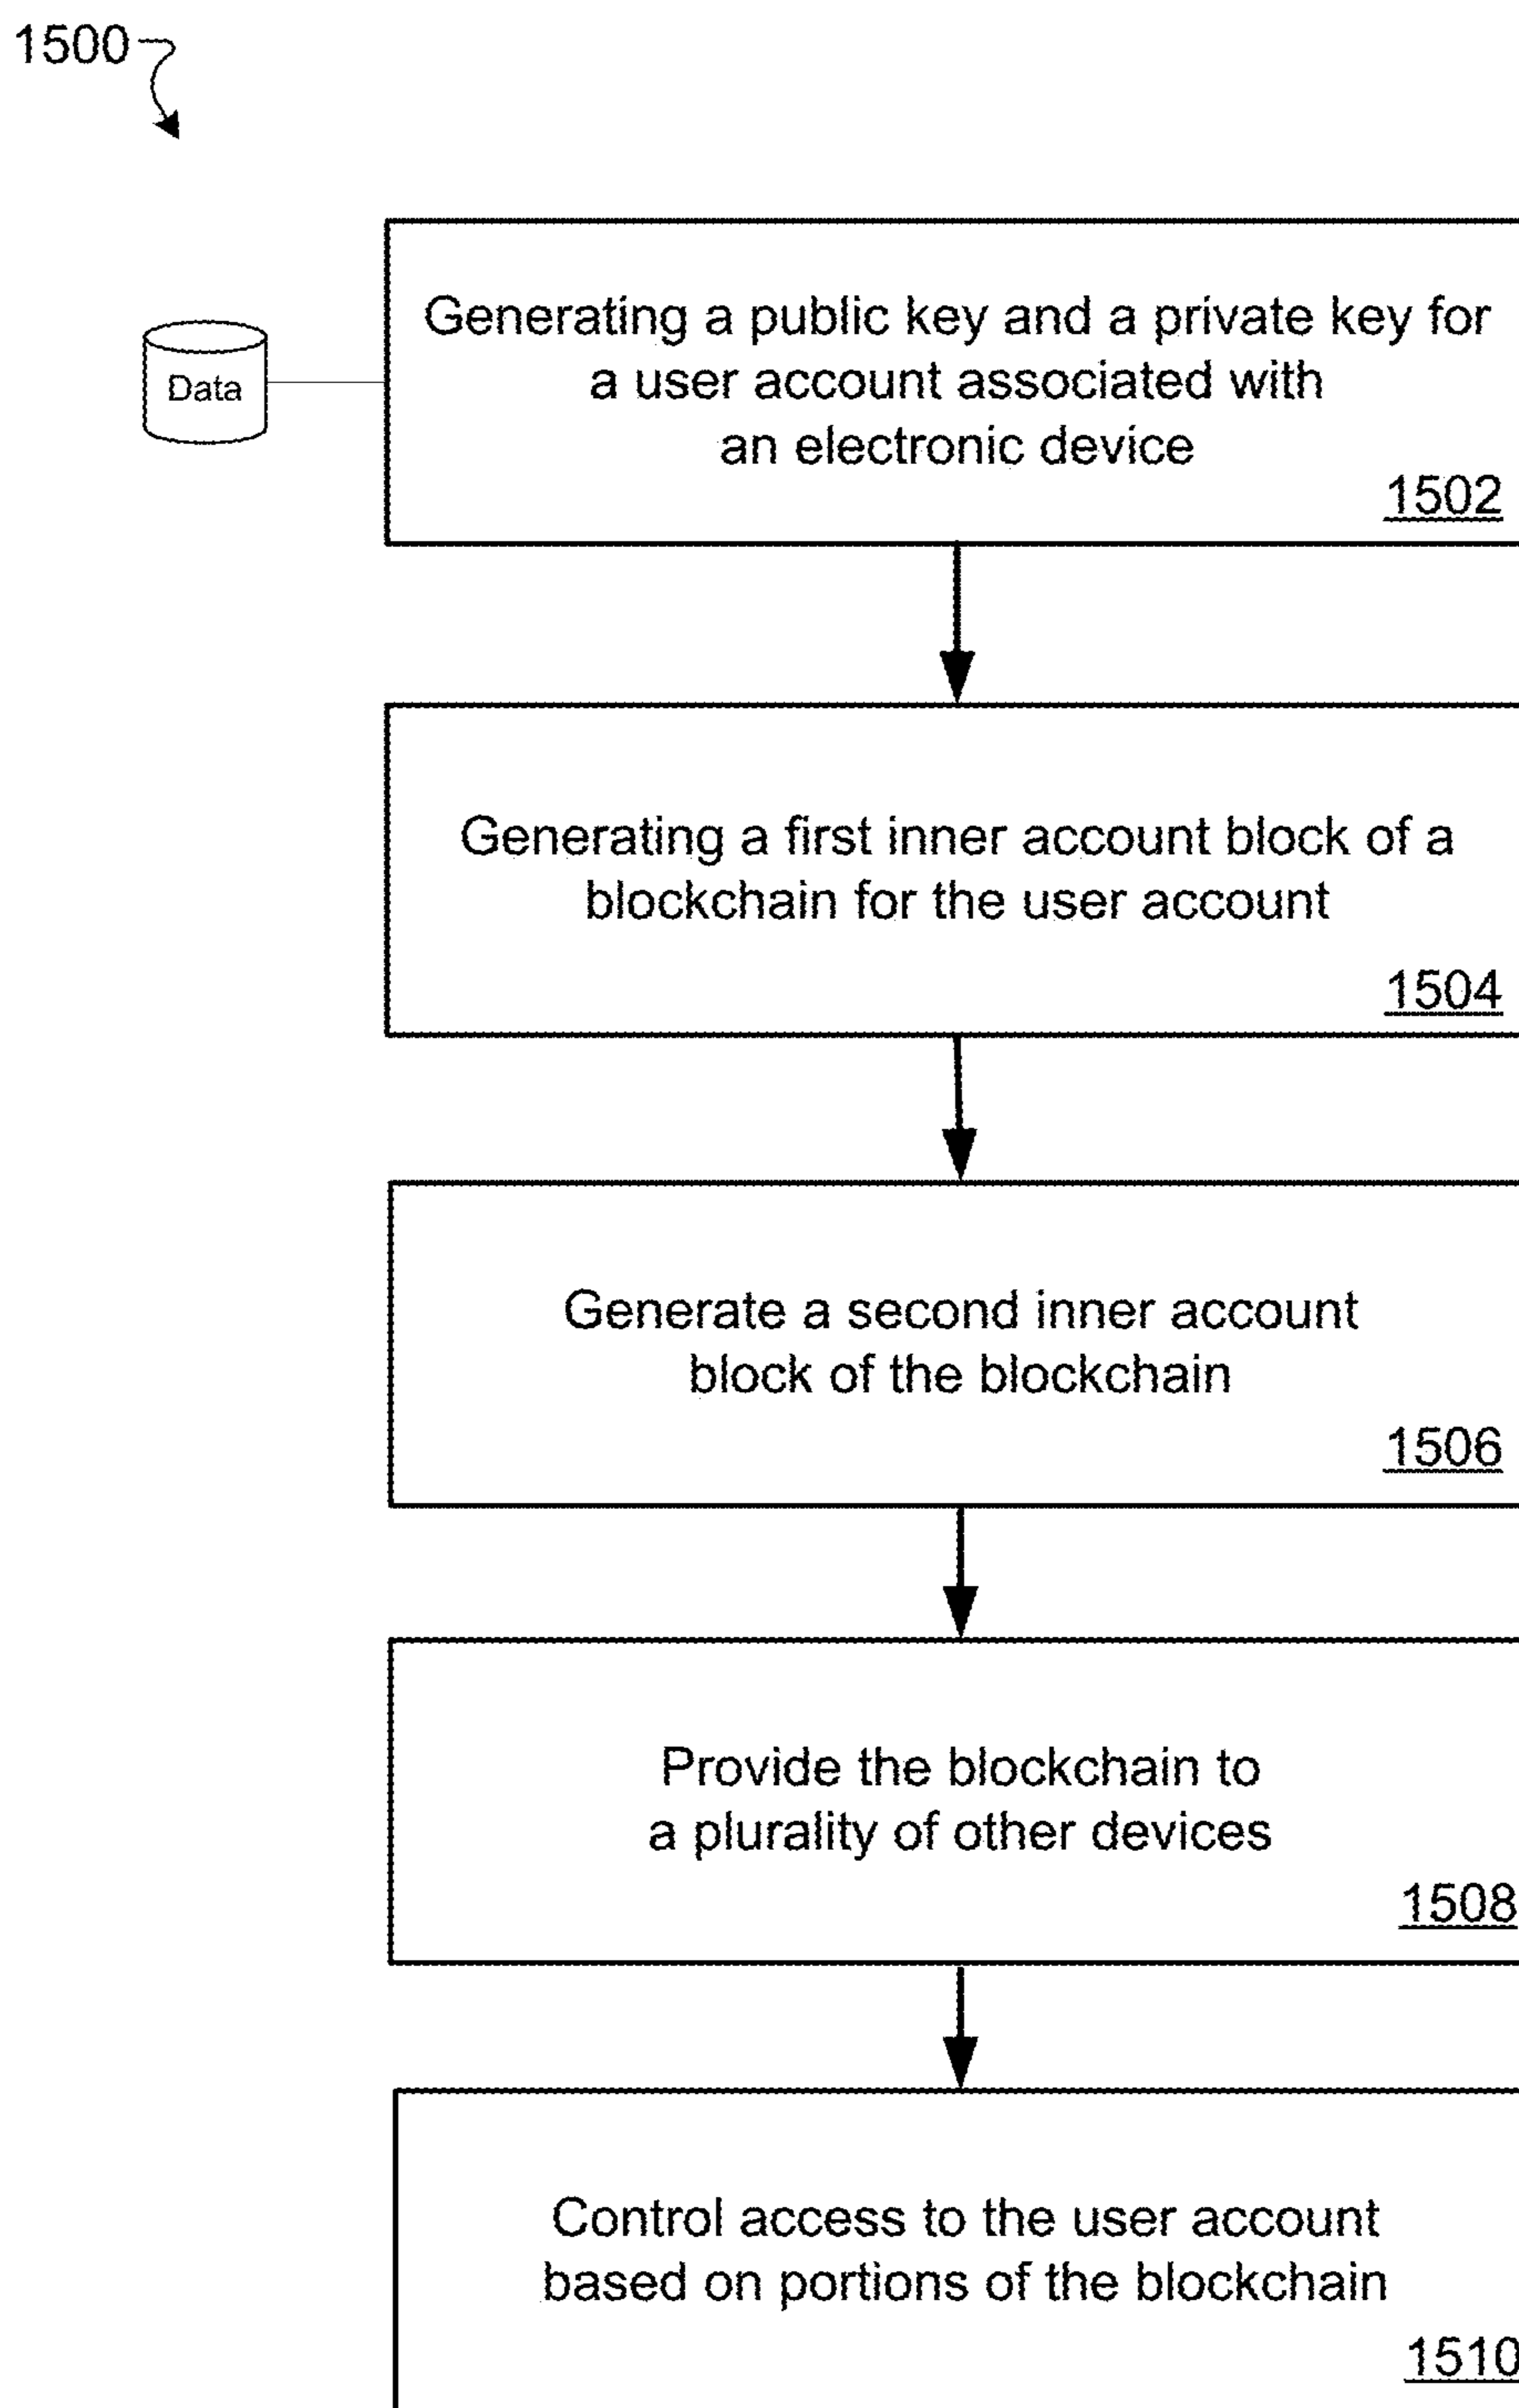 1500
Generating a public key and a private key for
a user account associated with
an electronic device
Data
1502
Generating a first inner account block of a
blockchain for the user account
1504
Generate a second inner account
block of the blockchain
1506
Provide the blockchain to
a plurality of other devices
1508
Control access to the user account
based on portions of the blockchain
1510